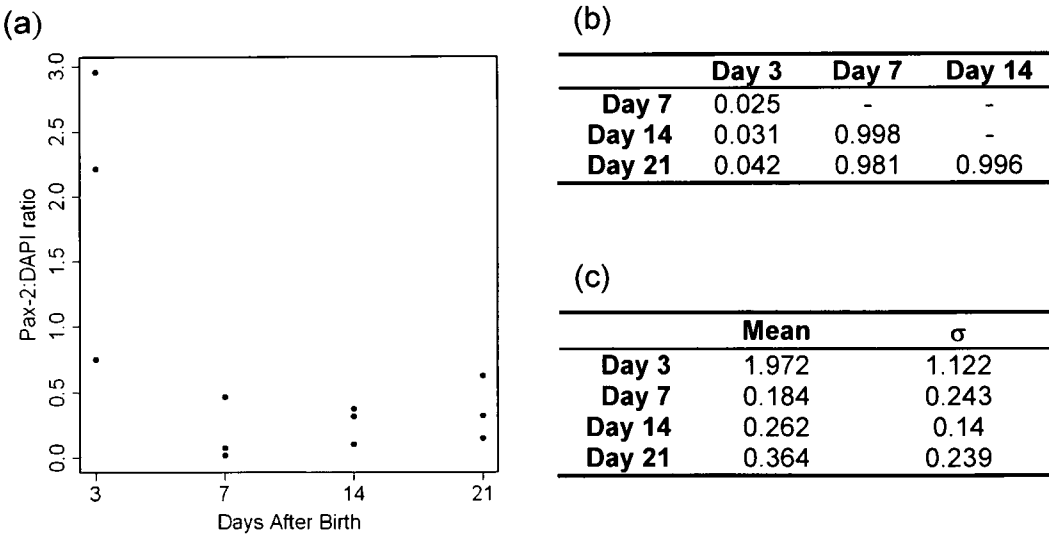 (a)
3.0
2.5
2.0
1.5
1.0
0.5
0.0
Pax-2:DAPI ratio
3 7 14 21
Days After Birth
(b)
Day 3 Day 7 Day 14
Day 7 0.025 - -
Day 14 0.031 0.998 -
Day 21 0.042 0.981 0.996
(c)
Mean σ
Day 3 1.972 1.122
Day 7 0.184 0.243
Day 14 0.262 0.14
Day 21 0.364 0.239